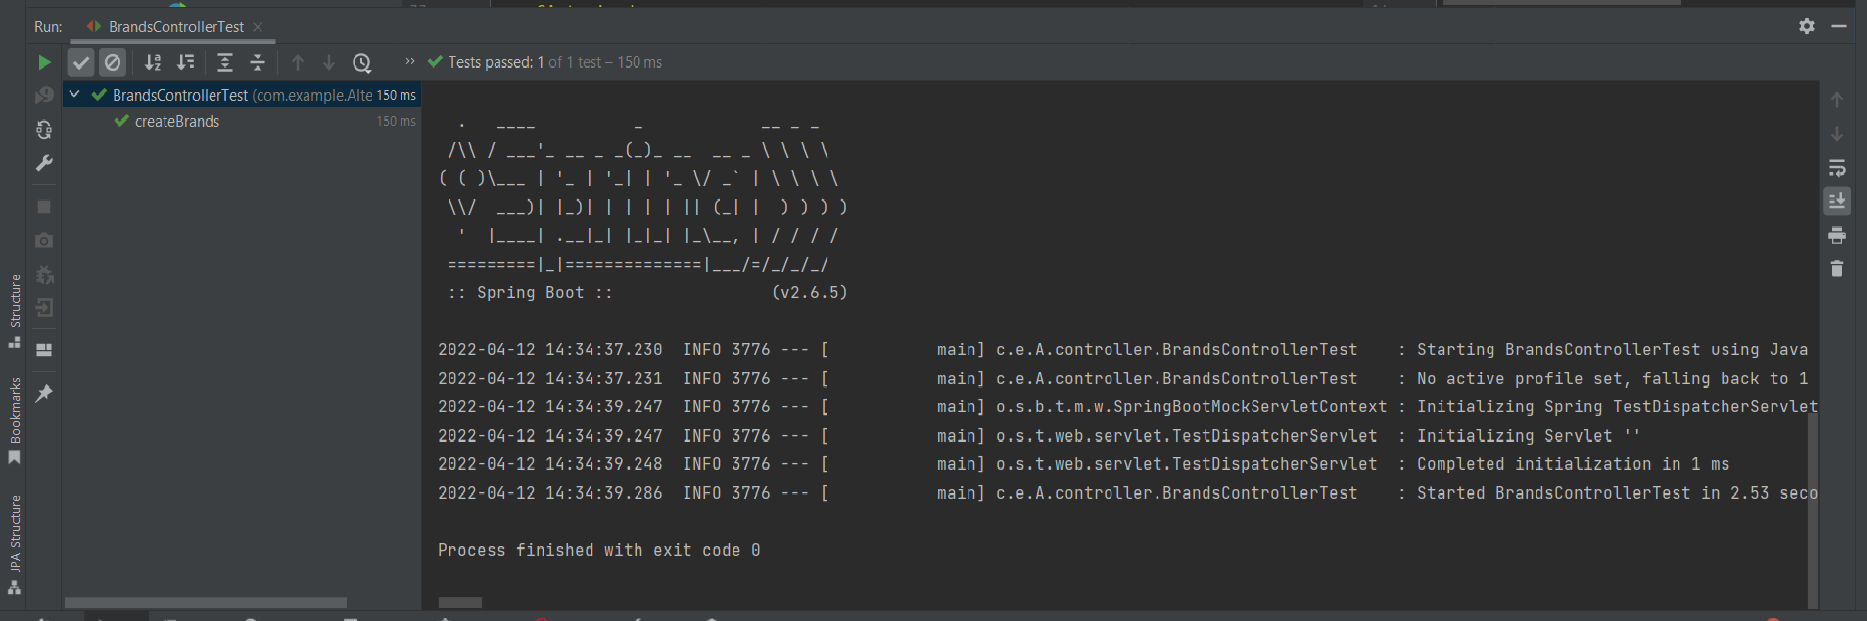 Run: BrandsControllerTest
Tests passed: 1 of 1 test – 150 ms
BrandsControllerTest (com.example.Alte 150 ms
createBrands 150 ms
  .   ____          _            __ _ _
 /\\ / ___'_ __ _ _(_)_ __  __ _ \ \ \ \
( ( )\___ | '_ | '_| | '_ \/ _` | \ \ \ \
 \\/  ___)| |_)| | | | | || (_| |  ) ) ) )
  '  |____| .__|_| |_|_| |_\__, | / / / /
 =========|_|==============|___/=/_/_/_/
 :: Spring Boot ::                (v2.6.5)
2022-04-12 14:34:37.230  INFO 3776 --- [           main] c.e.A.controller.BrandsControllerTest    : Starting BrandsControllerTest using Java
2022-04-12 14:34:37.231  INFO 3776 --- [           main] c.e.A.controller.BrandsControllerTest    : No active profile set, falling back to 1
2022-04-12 14:34:39.247  INFO 3776 --- [           main] o.s.b.t.m.w.SpringBootMockServletContext : Initializing Spring TestDispatcherServlet
2022-04-12 14:34:39.247  INFO 3776 --- [           main] o.s.t.web.servlet.TestDispatcherServlet  : Initializing Servlet ''
2022-04-12 14:34:39.248  INFO 3776 --- [           main] o.s.t.web.servlet.TestDispatcherServlet  : Completed initialization in 1 ms
2022-04-12 14:34:39.286  INFO 3776 --- [           main] c.e.A.controller.BrandsControllerTest    : Started BrandsControllerTest in 2.53 seco
Process finished with exit code 0
Structure
Bookmarks
JPA Structure